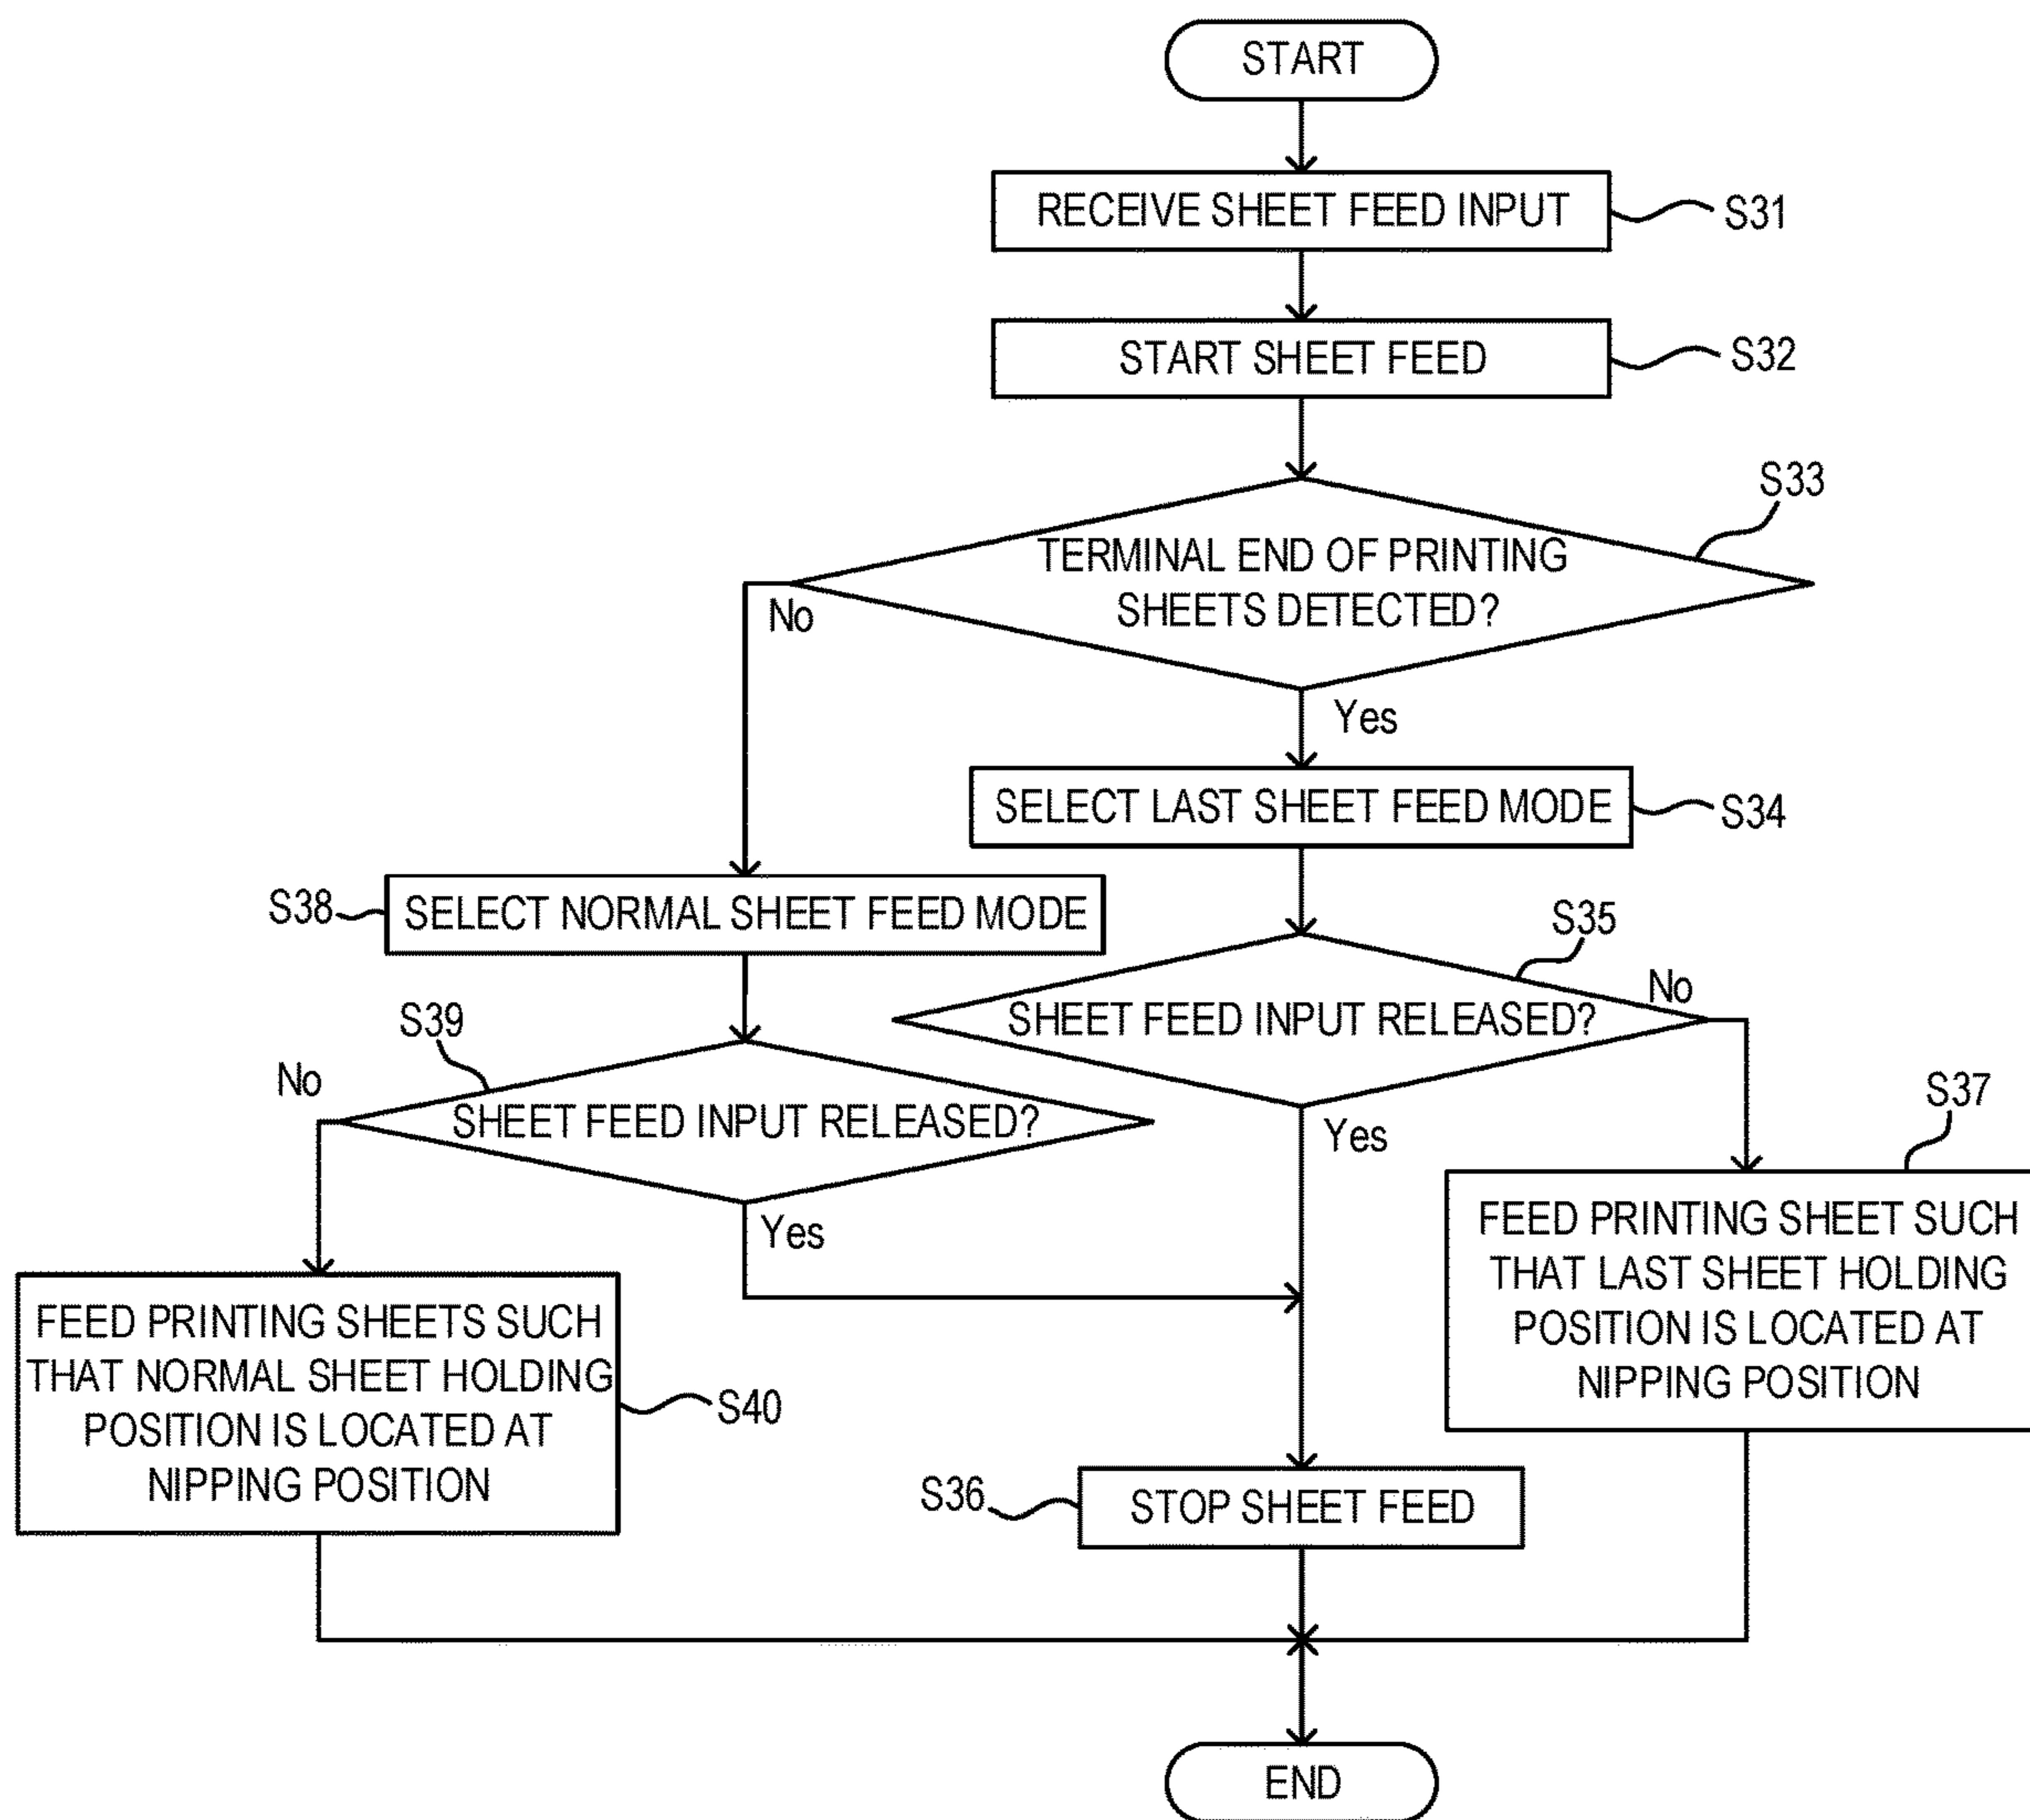 START
RECEIVE SHEET FEED INPUT
S31
START SHEET FEED
S32
S33
TERMINAL END OF PRINTING
SHEETS DETECTED?
No
Yes
SELECT LAST SHEET FEED MODE
S34
S38
SELECT NORMAL SHEET FEED MODE
S35
No
SHEET FEED INPUT RELEASED?
S39
No
SHEET FEED INPUT RELEASED?
Yes
S37
Yes
FEED PRINTING SHEET SUCH
THAT LAST SHEET HOLDING
POSITION IS LOCATED AT
NIPPING POSITION
FEED PRINTING SHEETS SUCH
THAT NORMAL SHEET HOLDING
POSITION IS LOCATED AT
NIPPING POSITION
S40
S36
STOP SHEET FEED
END